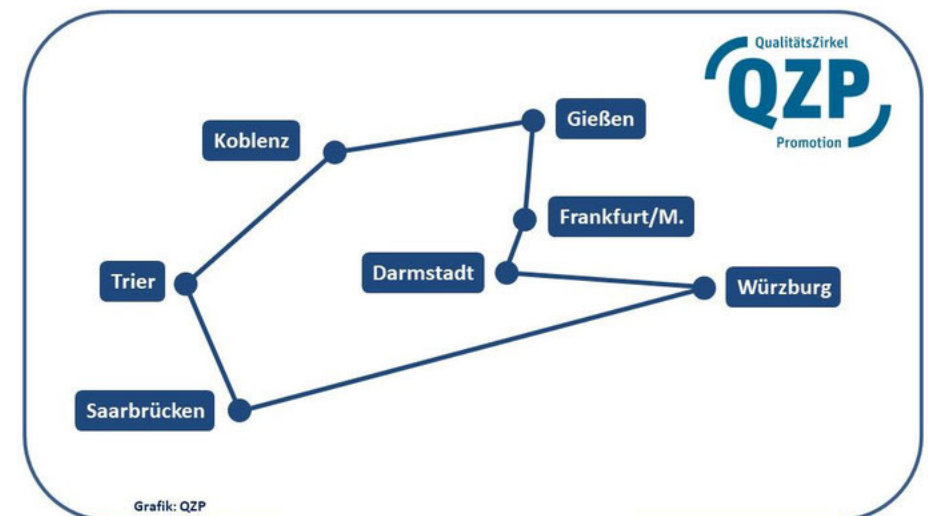 QualitätsZirkel
QZP
Promotion
Gießen
Koblenz
Frankfurt/M.
Darmstadt
Trier
Würzburg
Saarbrücken
Grafik: QZP